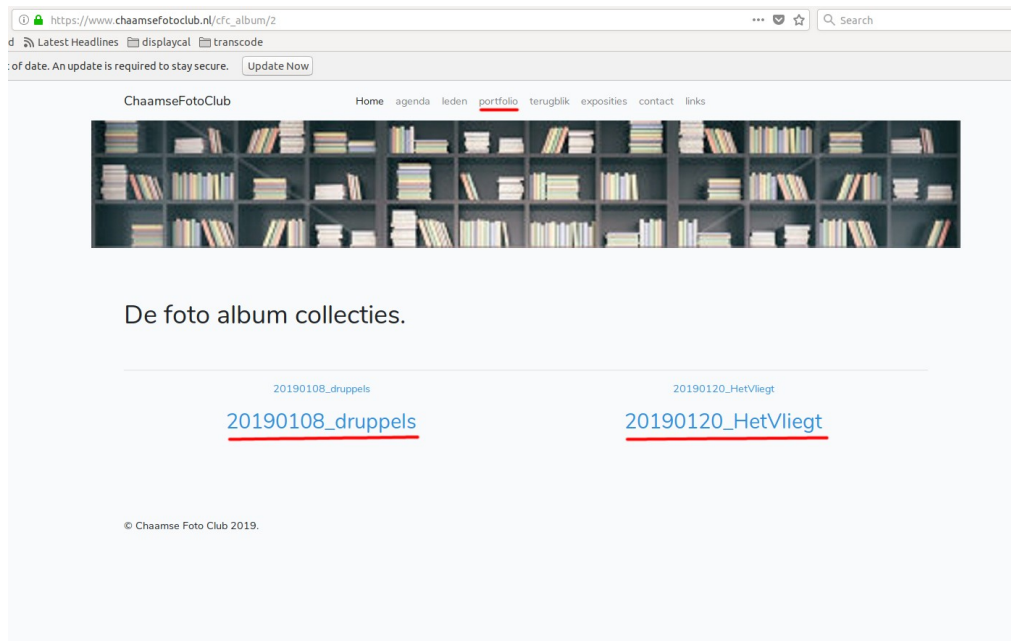 https://www.chaamsefotoclub.nl/cfc_album/2
Search
d Latest Headlines displaycal transcode
of date. An update is required to stay secure. Update Now
ChaamseFotoClub Home agenda leden portfolio terugblik exposities contact links
De foto album collecties.
20190108_druppels 20190120_HetVliegt
20190108_druppels 20190120_HetVliegt
© Chaamse Foto Club 2019.